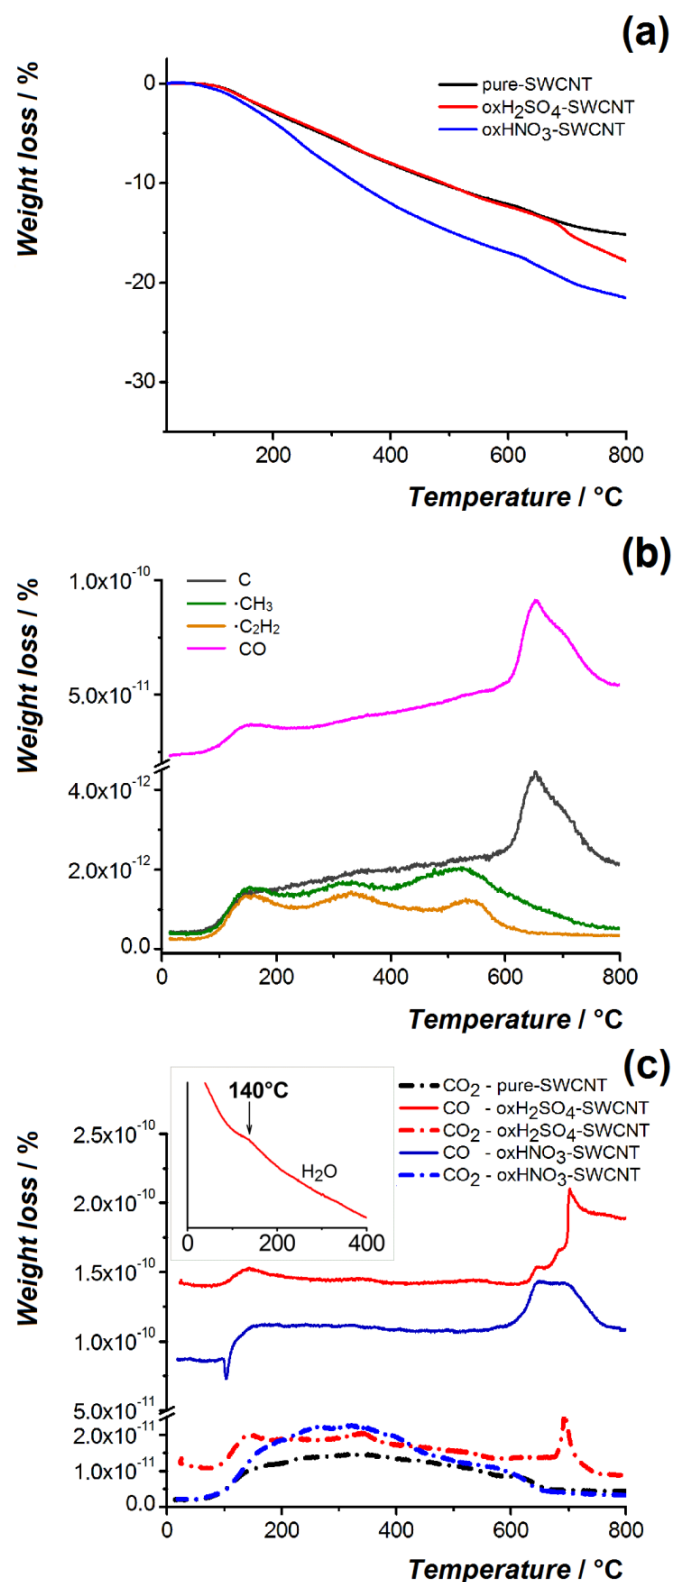 (a)
0
-10
-20
-30
Weight loss / %
pure-SWCNT
oxH₂SO₄-SWCNT
oxHNO₃-SWCNT
200 400 600 800
Temperature / °C
(b)
1.0x10⁻¹⁰
5.0x10⁻¹¹
4.0x10⁻¹²
2.0x10⁻¹²
0.0
Weight loss / %
C
·CH₃
·C₂H₂
CO
0 200 400 600 800
Temperature / °C
(c)
CO₂ - pure-SWCNT
CO - oxH₂SO₄-SWCNT
CO₂ - oxH₂SO₄-SWCNT
CO - oxHNO₃-SWCNT
CO₂ - oxHNO₃-SWCNT
140°C
H₂O
0 200 400
2.5x10⁻¹⁰
2.0x10⁻¹⁰
1.5x10⁻¹⁰
1.0x10⁻¹⁰
5.0x10⁻¹¹
2.0x10⁻¹¹
1.0x10⁻¹¹
0.0
Weight loss / %
0 200 400 600 800
Temperature / °C